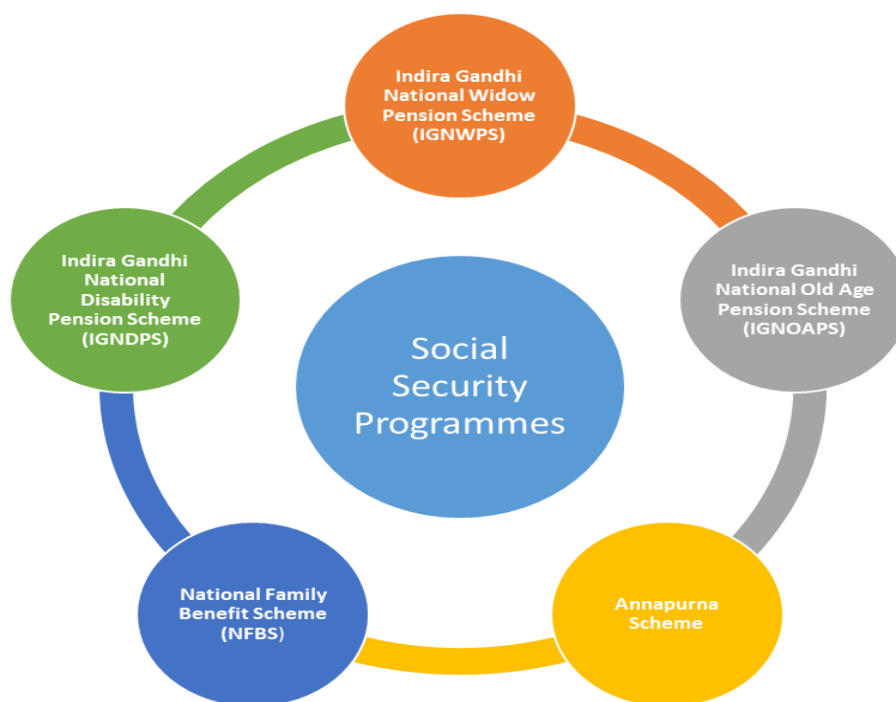 Indira Gandhi
National Widow
Pension Scheme
(IGNWPS)
Indira Gandhi
National Old Age
Pension Scheme
(IGNOAPS)
Annapurna
Scheme
National Family
Benefit Scheme
(NFBS)
Indira Gandhi
National
Disability
Pension Scheme
(IGNDPS)
Social
Security
Programmes